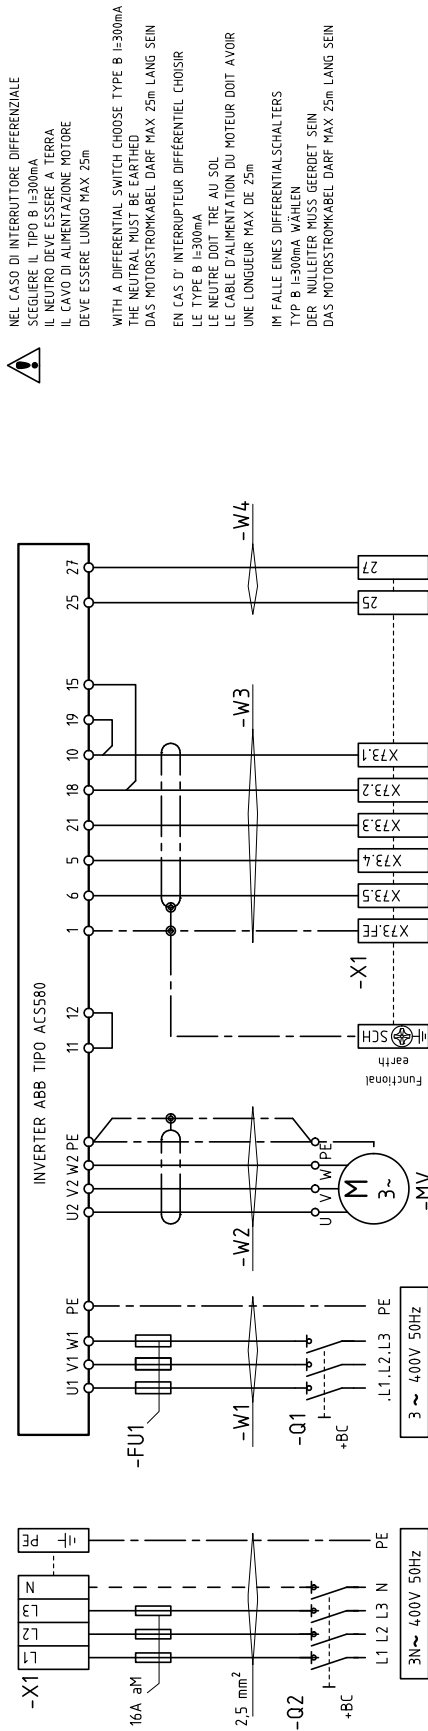 -X1
L1
L2
L3
N
PE
16A aM
2,5 mm²
-Q2
+BC
L1 L2 L3 N PE
3N~ 400V 50Hz
INVERTER ABB TIPO ACS580
U1 V1 W1 PE
U2 V2 W2 PE
11 12
1 6 5 21 18 10 19 15
25 27
-FU1
-W1
-Q1
+BC
.L1.L2.L3 PE
3 ~ 400V 50Hz
-W2
U V W PE
M
3~
-MV
-W3
-W4
Functional
earth
SCH
-X1
X73.FE
X73.5
X73.4
X73.3
X73.2
X73.1
25
27
NEL CASO DI INTERRUTTORE DIFFERENZIALE
SCEGLIERE IL TIPO B I=300mA
IL NEUTRO DEVE ESSERE A TERRA
IL CAVO DI ALIMENTAZIONE MOTORE
DEVE ESSERE LUNGO MAX 25m
WITH A DIFFERENTIAL SWITCH CHOOSE TYPE B I=300mA
THE NEUTRAL MUST BE EARTHED
DAS MOTORSTROMKABEL DARF MAX 25m LANG SEIN
EN CAS D' INTERRUPTEUR DIFFÉRENTIEL CHOISIR
LE TYPE B I=300mA
LE NEUTRE DOIT TRE AU SOL
LE CABLE D'ALIMENTATION DU MOTEUR DOIT AVOIR
UNE LONGUEUR MAX DE 25m
IM FALLE EINES DIFFERENTIALSCHALTERS
TYP B I=300mA WÄHLEN
DER NULLEITER MUSS GEERDET SEIN
DAS MOTORSTROMKABEL DARF MAX 25m LANG SEIN